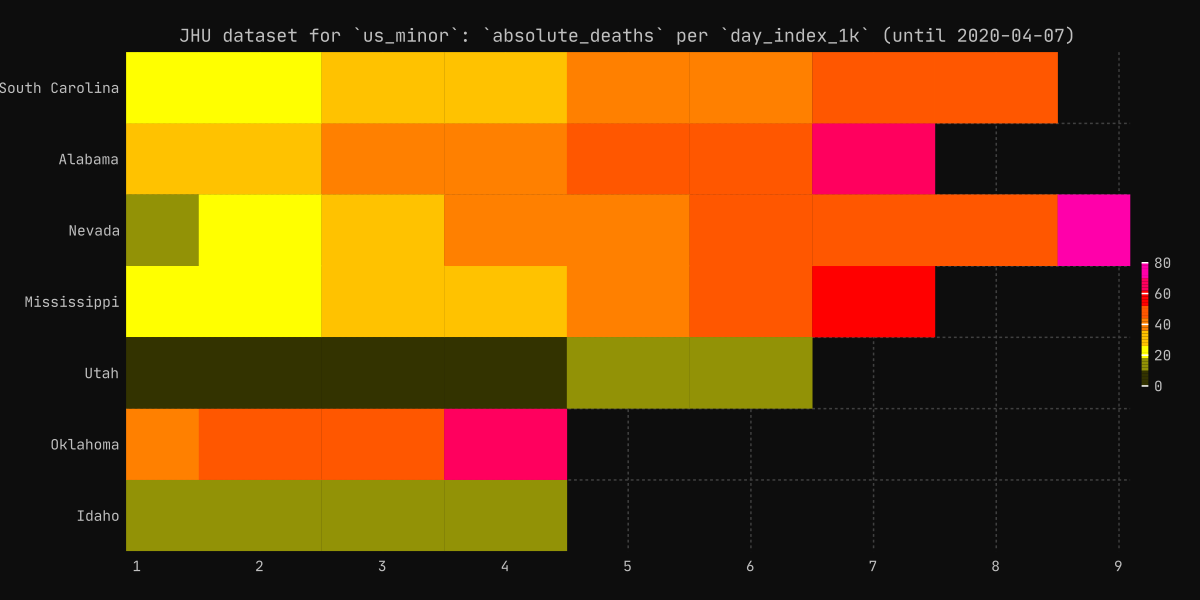 JHU dataset for `us_minor`: `absolute_deaths` per `day_index_1k` (until 2020-04-07)
South Carolina
Alabama
Nevada
Mississippi
Utah
Oklahoma
Idaho
80
60
40
20
0
1 2 3 4 5 6 7 8 9